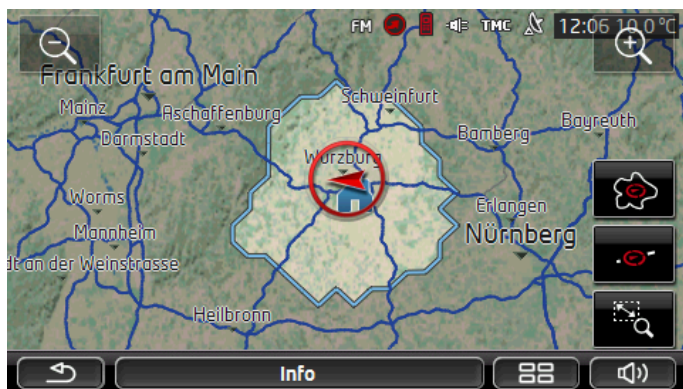 FM TMC 12:06 10.0 °C
Frankfurt am Main
Mainz
Aschaffenburg
Schweinfurt
Darmstadt
Bamberg
Bayreuth
Würzburg
Worms
Erlangen
Mannheim
Nürnberg
dt an der Weinstrasse
Heilbronn
Info